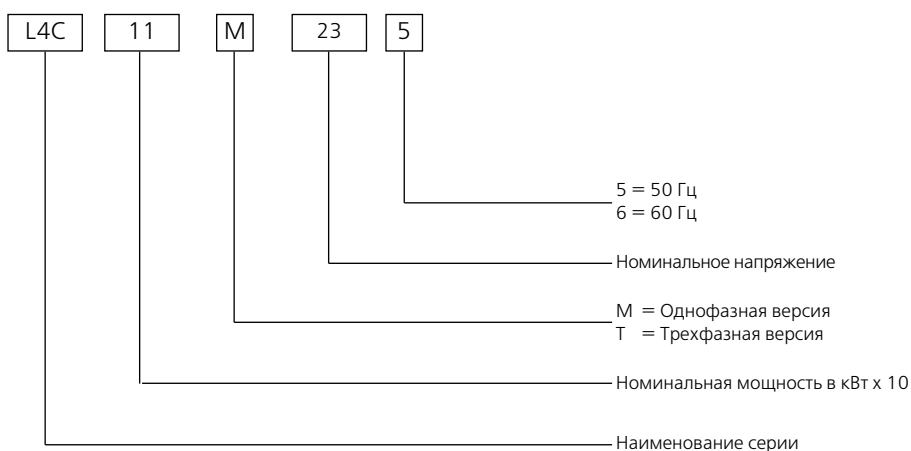 L4C 11 M 23 5
5 = 50 Гц
6 = 60 Гц
Номинальное напряжение
М = Однофазная версия
Т = Трехфазная версия
Номинальная мощность в кВт х 10
Наименование серии